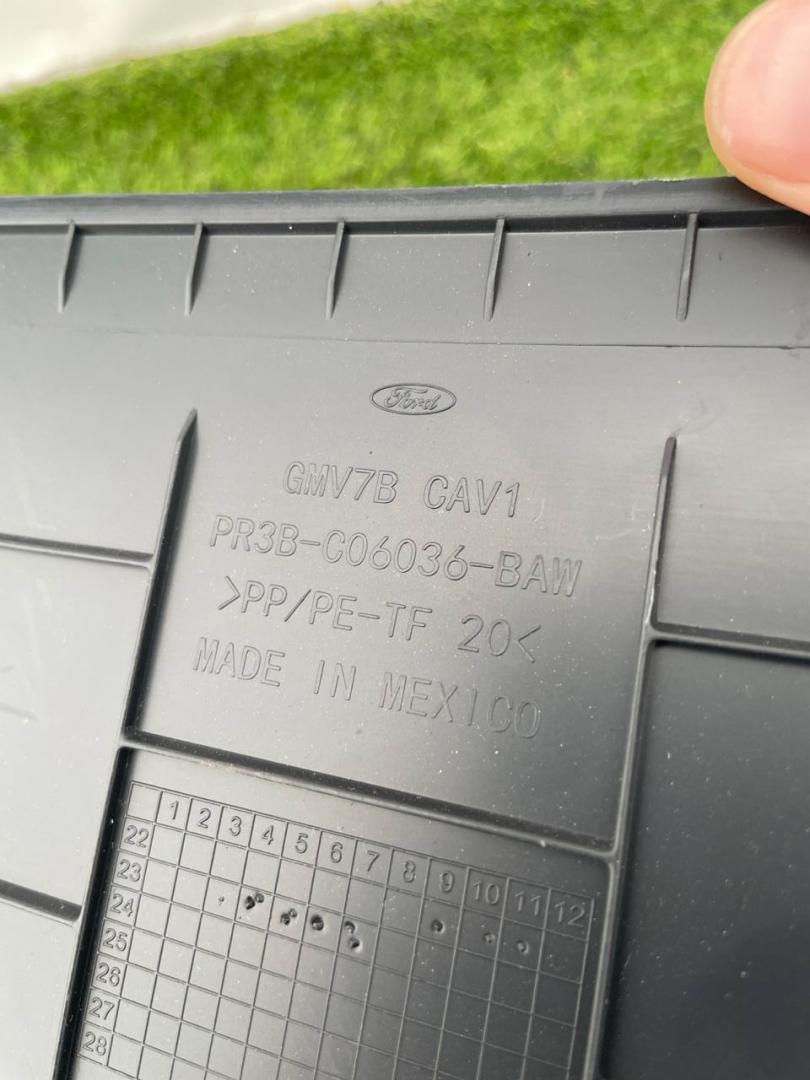 Ford
GMV7B CAV1
PR3B-C06036-BAW
>PP/PE-TF 20<
MADE IN MEXICO
1 2 3 4 5 6 7 8 9 10 11 12
22
23
24
25
26
27
28